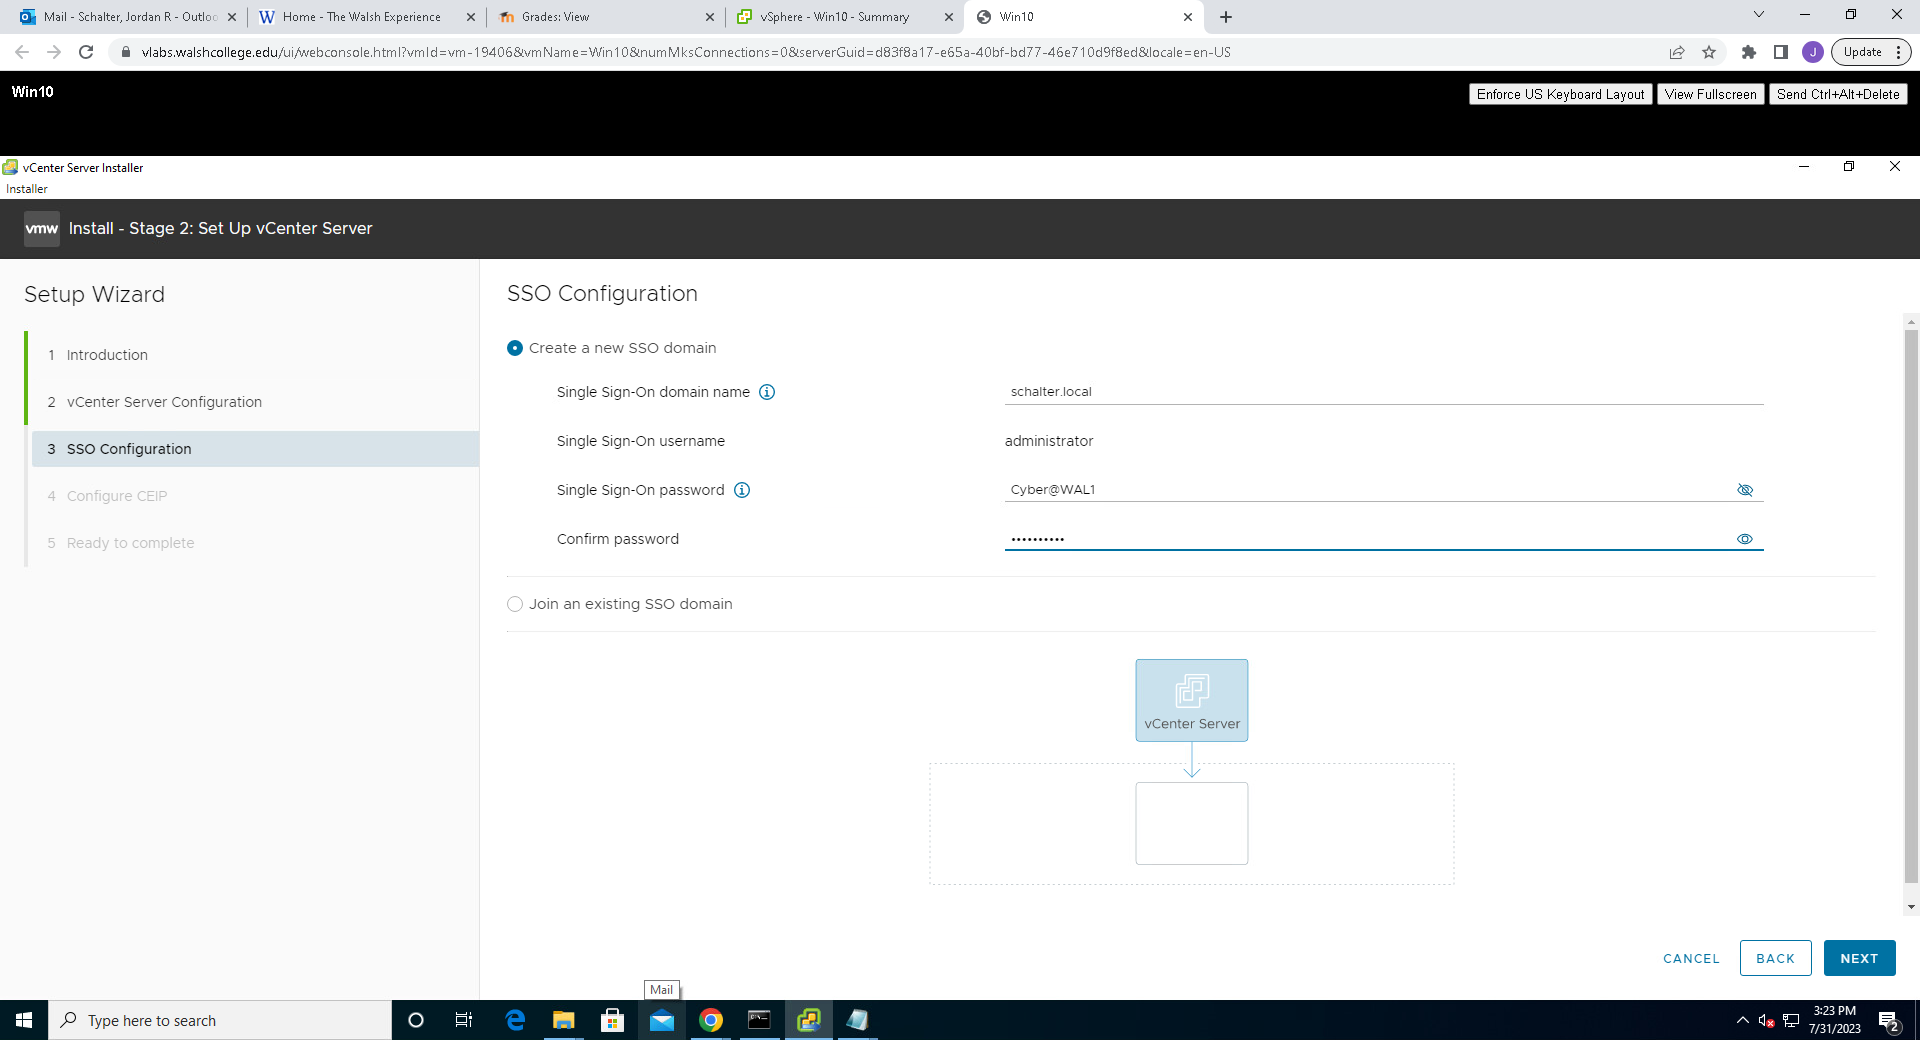 Mail - Schalter, Jordan R - Outloo
Home - The Walsh Experience
Grades: View
vSphere - Win10 - Summary
Win10
vlabs.walshcollege.edu/ui/webconsole.html?vmId=vm-19406&vmName=Win10&numMksConnections=0&serverGuid=d83f8a17-e65a-40bf-bd77-46e710d9f8ed&locale=en-US
J
Update
Win10
Enforce US Keyboard Layout
View Fullscreen
Send Ctrl+Alt+Delete
vCenter Server Installer
Installer
vmw
Install - Stage 2: Set Up vCenter Server
Setup Wizard
1 Introduction
2 vCenter Server Configuration
3 SSO Configuration
4 Configure CEIP
5 Ready to complete
SSO Configuration
Create a new SSO domain
Single Sign-On domain name
schalter.local
Single Sign-On username
administrator
Single Sign-On password
Cyber@WAL1
Confirm password
••••••••••
Join an existing SSO domain
vCenter Server
CANCEL
BACK
NEXT
Mail
Type here to search
3:23 PM
7/31/2023
2